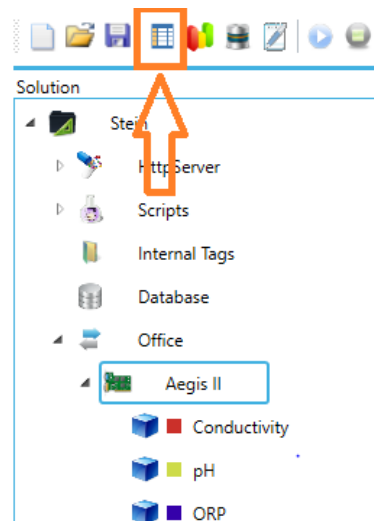 Solution
Stein
HttpServer
Scripts
Internal Tags
Database
Office
Aegis II
Conductivity
pH
ORP